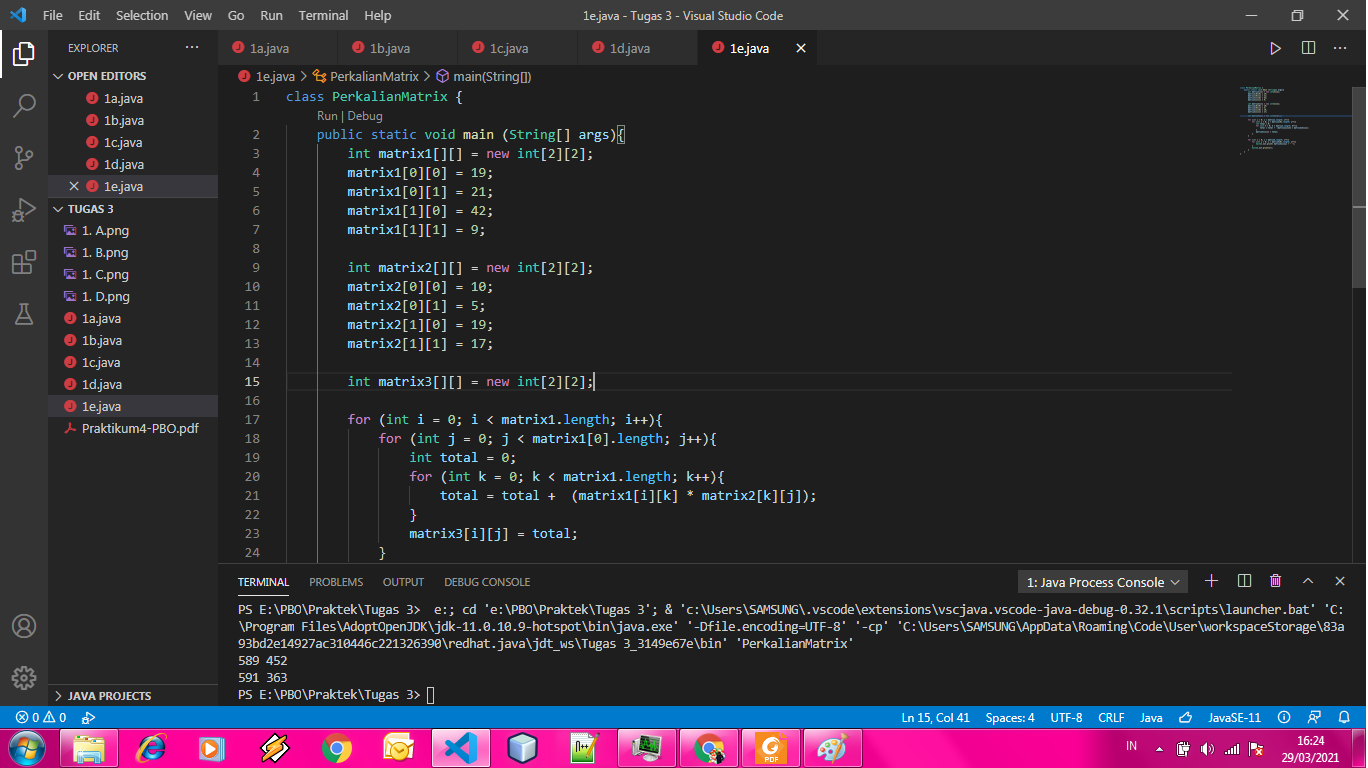 File Edit Selection View Go Run Terminal Help 1e.java - Tugas 3 - Visual Studio Code
EXPLORER
OPEN EDITORS
1a.java
1b.java
1c.java
1d.java
1e.java
TUGAS 3
1. A.png
1. B.png
1. C.png
1. D.png
1a.java
1b.java
1c.java
1d.java
1e.java
Praktikum4-PBO.pdf
JAVA PROJECTS
1a.java 1b.java 1c.java 1d.java 1e.java
1e.java > PerkalianMatrix > main(String[])
1 class PerkalianMatrix {
Run | Debug
2 public static void main (String[] args){
3 int matrix1[][] = new int[2][2];
4 matrix1[0][0] = 19;
5 matrix1[0][1] = 21;
6 matrix1[1][0] = 42;
7 matrix1[1][1] = 9;
8
9 int matrix2[][] = new int[2][2];
10 matrix2[0][0] = 10;
11 matrix2[0][1] = 5;
12 matrix2[1][0] = 19;
13 matrix2[1][1] = 17;
14
15 int matrix3[][] = new int[2][2];
16
17 for (int i = 0; i < matrix1.length; i++){
18 for (int j = 0; j < matrix1[0].length; j++){
19 int total = 0;
20 for (int k = 0; k < matrix1.length; k++){
21 total = total +  (matrix1[i][k] * matrix2[k][j]);
22 }
23 matrix3[i][j] = total;
24 }
TERMINAL PROBLEMS OUTPUT DEBUG CONSOLE 1: Java Process Console
PS E:\PBO\Praktek\Tugas 3>  e:; cd 'e:\PBO\Praktek\Tugas 3'; & 'c:\Users\SAMSUNG\.vscode\extensions\vscjava.vscode-java-debug-0.32.1\scripts\launcher.bat' 'C:
\Program Files\AdoptOpenJDK\jdk-11.0.10.9-hotspot\bin\java.exe' '-Dfile.encoding=UTF-8' '-cp' 'C:\Users\SAMSUNG\AppData\Roaming\Code\User\workspaceStorage\83a
93bd2e14927ac310446c221326390\redhat.java\jdt_ws\Tugas 3_3149e67e\bin' 'PerkalianMatrix'
589 452
591 363
PS E:\PBO\Praktek\Tugas 3>
0 0 Ln 15, Col 41 Spaces: 4 UTF-8 CRLF Java JavaSE-11
IN 16:24
29/03/2021